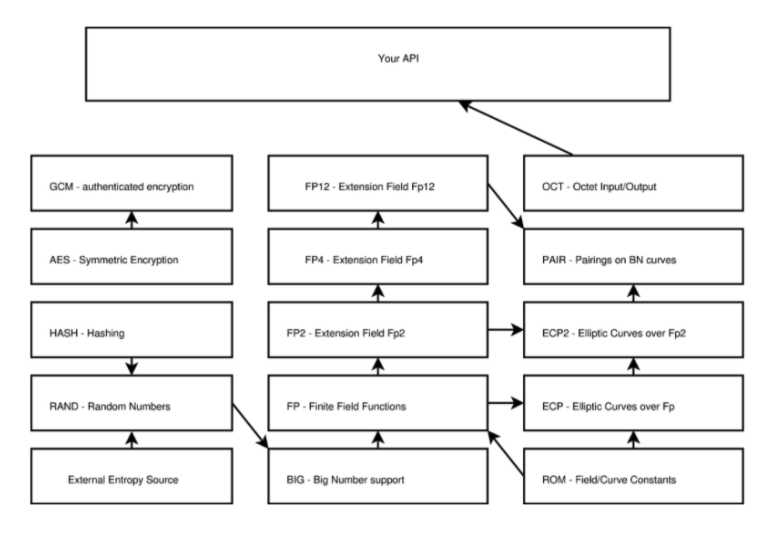 Your API
GCM - authenticated encryption
FP12 - Extension Field Fp12
OCT - Octet Input/Output
AES - Symmetric Encryption
FP4 - Extension Field Fp4
PAIR - Pairings on BN curves
HASH - Hashing
FP2 - Extension Field Fp2
ECP2 - Elliptic Curves over Fp2
RAND - Random Numbers
FP - Finite Field Functions
ECP - Elliptic Curves over Fp
External Entropy Source
BIG - Big Number support
ROM - Field/Curve Constants